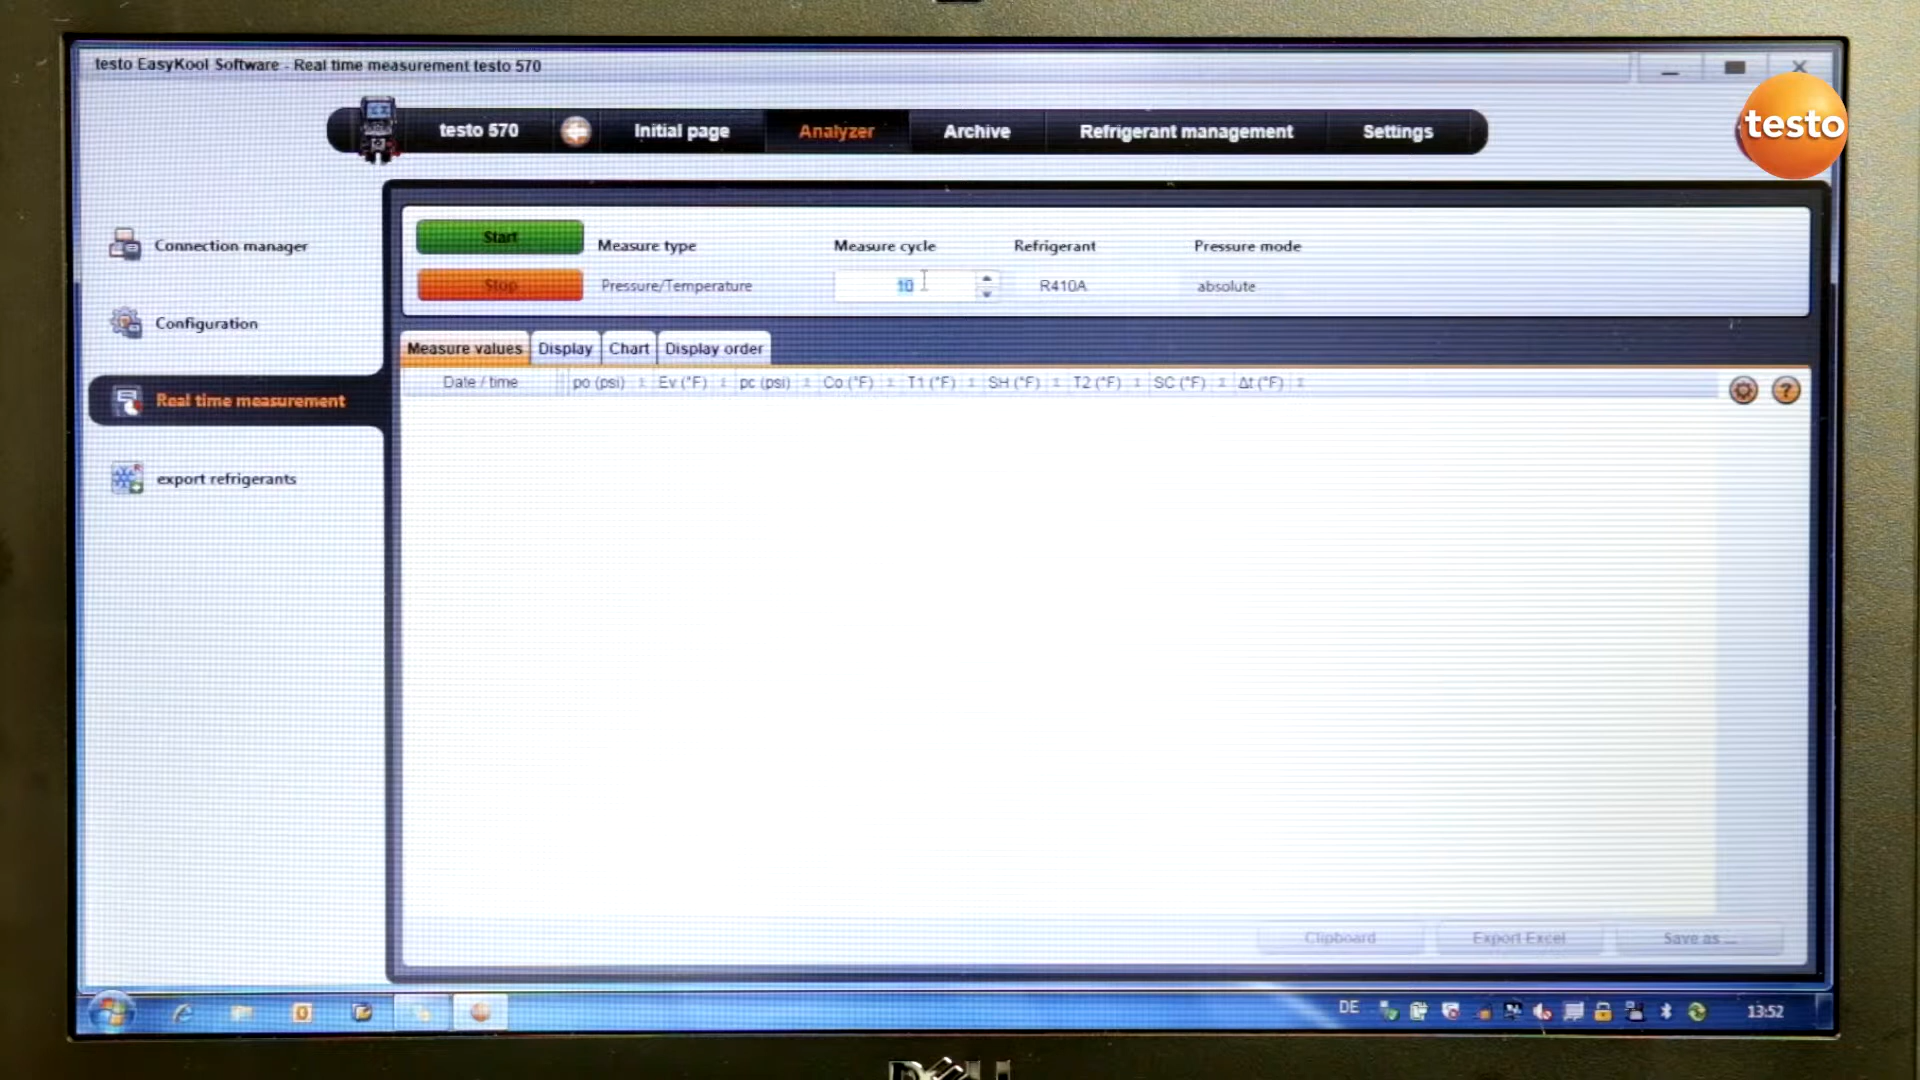 testo EasyKool Software - Real time measurement testo 570
testo 570 Initial page Analyzer Archive Refrigerant management Settings
testo
Connection manager
Configuration
Real time measurement
export refrigerants
Start Measure type Measure cycle Refrigerant Pressure mode
Stop Pressure/Temperature 10 R410A absolute
Measure values Display Chart Display order
Date / time po (psi) Ev (°F) pc (psi) Co (°F) T1 (°F) SH (°F) T2 (°F) SC (°F) Δt (°F)
?
Clipboard Export Excel Save as ...
DE 13:52